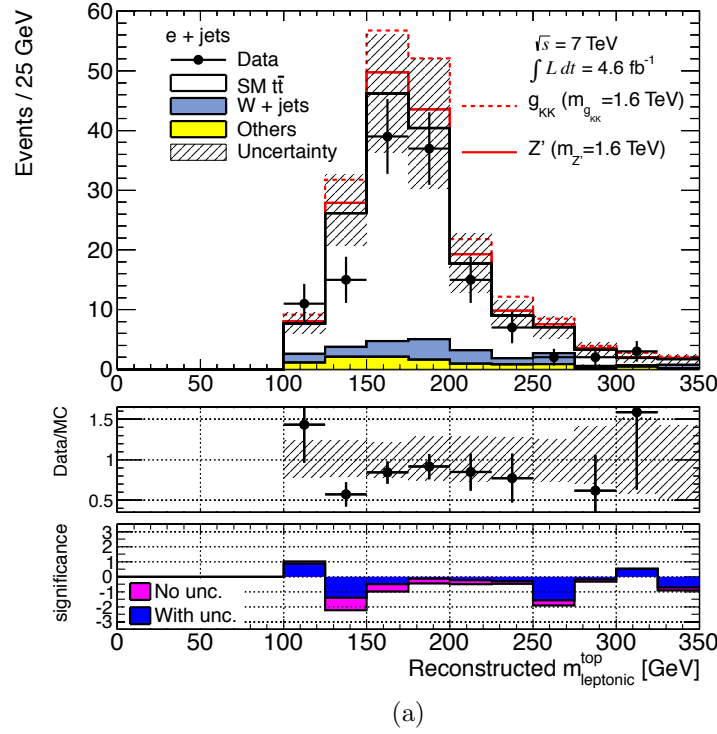 Events / 25 GeV
60
50
40
30
20
10
0
e + jets
Data
SM tt̄
W + jets
Others
Uncertainty
√s = 7 TeV
∫ L dt = 4.6 fb⁻¹
g_KK (m_g_KK =1.6 TeV)
Z' (m_Z' =1.6 TeV)
0 50 100 150 200 250 300 350
Data/MC
1.5
1
0.5
significance
3
2
1
0
-1
-2
-3
No unc.
With unc.
0 50 100 150 200 250 300 350
Reconstructed m^top_leptonic [GeV]
(a)